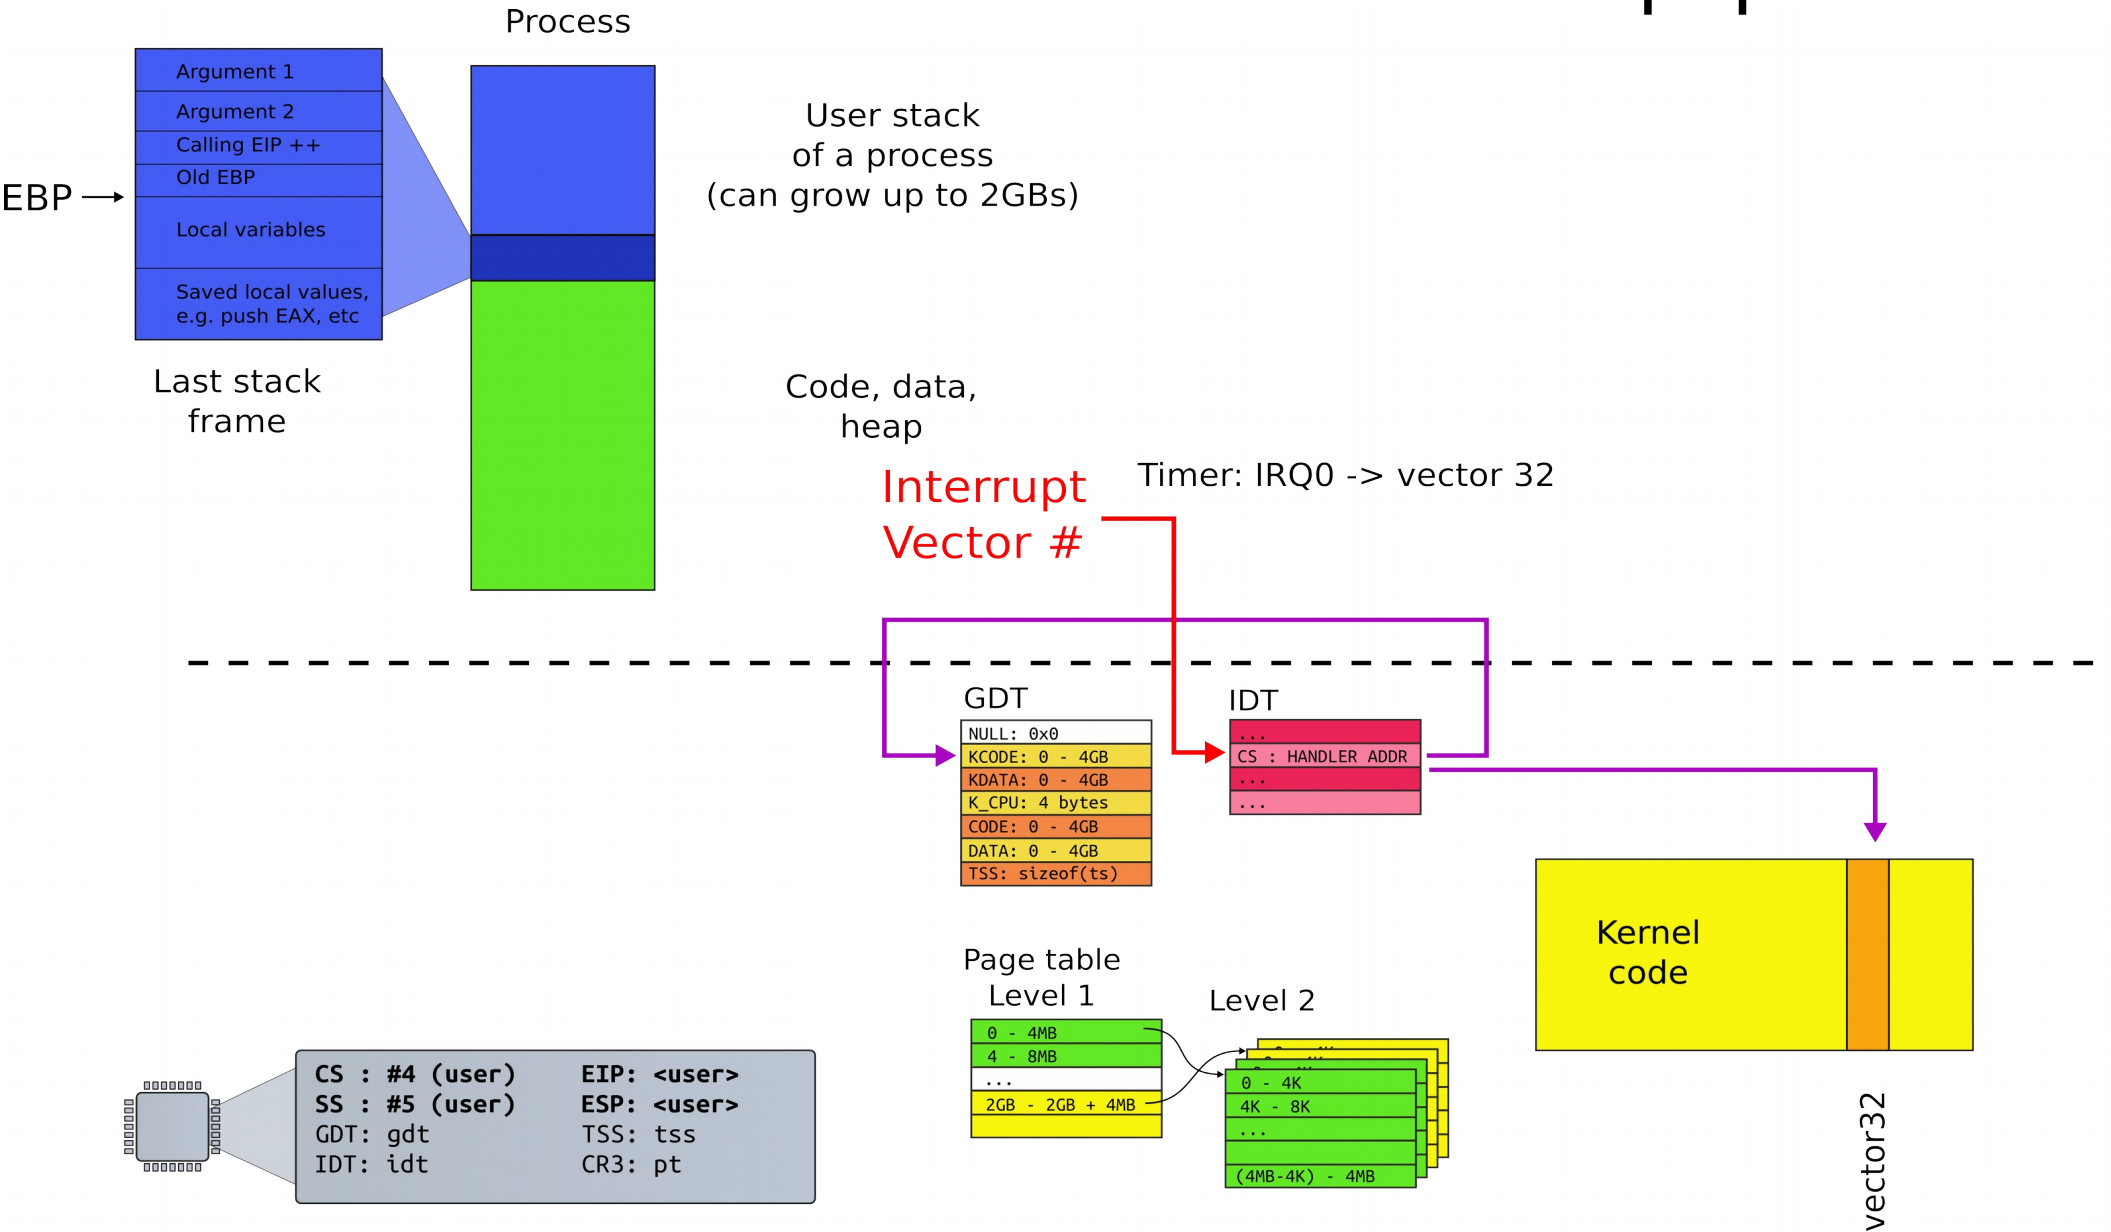 Process
Argument 1
Argument 2
Calling EIP ++
Old EBP
EBP
Local variables
Saved local values,
e.g. push EAX, etc
Last stack
frame
User stack
of a process
(can grow up to 2GBs)
Code, data,
heap
Interrupt
Vector #
Timer: IRQ0 -> vector 32
GDT
NULL: 0x0
KCODE: 0 - 4GB
KDATA: 0 - 4GB
K_CPU: 4 bytes
CODE: 0 - 4GB
DATA: 0 - 4GB
TSS: sizeof(ts)
IDT
...
CS : HANDLER ADDR
...
...
Kernel
code
vector32
Page table
Level 1
0 - 4MB
4 - 8MB
...
2GB - 2GB + 4MB
Level 2
0 - 4K
4K - 8K
...
(4MB-4K) - 4MB
CS : #4 (user) EIP: <user>
SS : #5 (user) ESP: <user>
GDT: gdt TSS: tss
IDT: idt CR3: pt